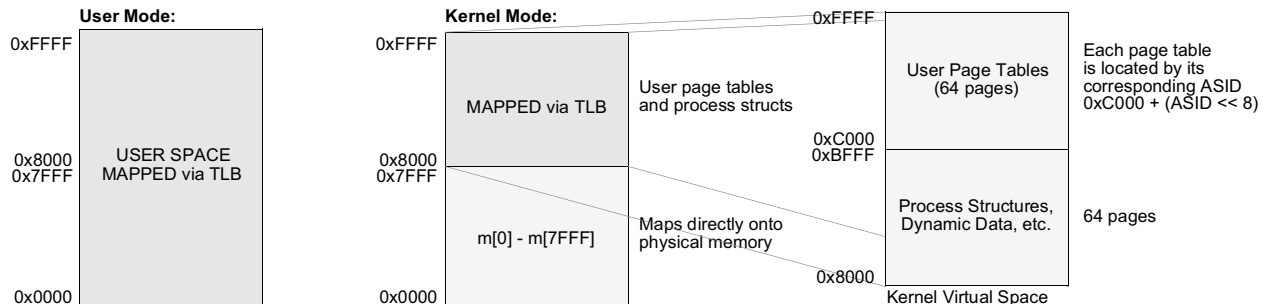 User Mode:
0xFFFF
0x8000
0x7FFF
USER SPACE
MAPPED via TLB
0x0000
Kernel Mode:
0xFFFF
MAPPED via TLB
0x8000
0x7FFF
m[0] - m[7FFF]
0x0000
User page tables
and process structs
Maps directly onto
physical memory
0xFFFF
User Page Tables
(64 pages)
0xC000
0xBFFF
Process Structures,
Dynamic Data, etc.
0x8000
Kernel Virtual Space
Each page table
is located by its
corresponding ASID
0xC000 + (ASID << 8)
64 pages